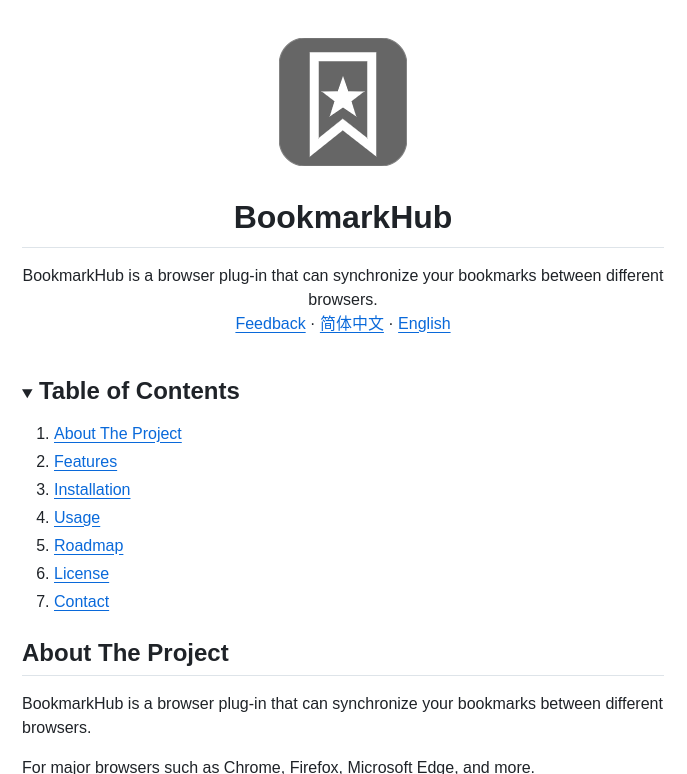 BookmarkHub
BookmarkHub is a browser plug-in that can synchronize your bookmarks between different
browsers.
Feedback · 简体中文 · English
Table of Contents
1. About The Project
2. Features
3. Installation
4. Usage
5. Roadmap
6. License
7. Contact
About The Project
BookmarkHub is a browser plug-in that can synchronize your bookmarks between different
browsers.
For major browsers such as Chrome, Firefox, Microsoft Edge, and more.